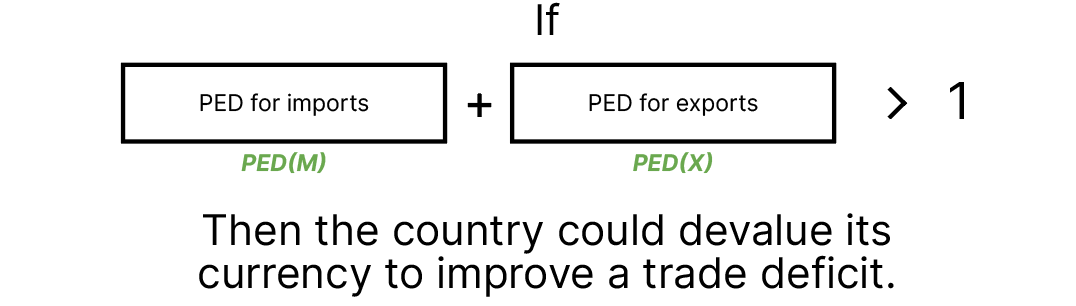 If
PED for imports + PED for exports > 1
PED(M) PED(X)
Then the country could devalue its
currency to improve a trade deficit.